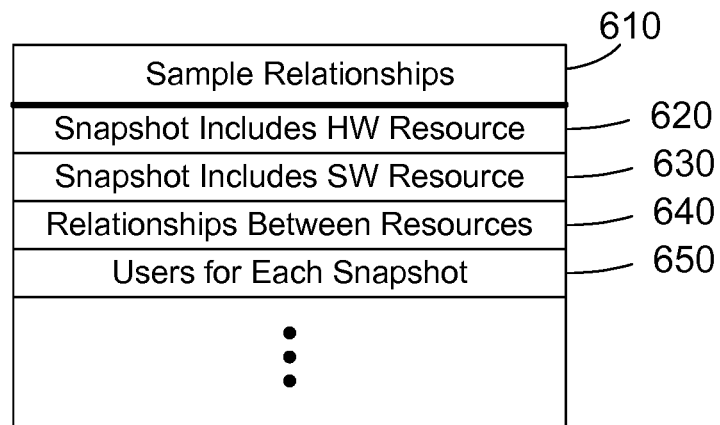 610
Sample Relationships
Snapshot Includes HW Resource 620
Snapshot Includes SW Resource 630
Relationships Between Resources 640
Users for Each Snapshot 650